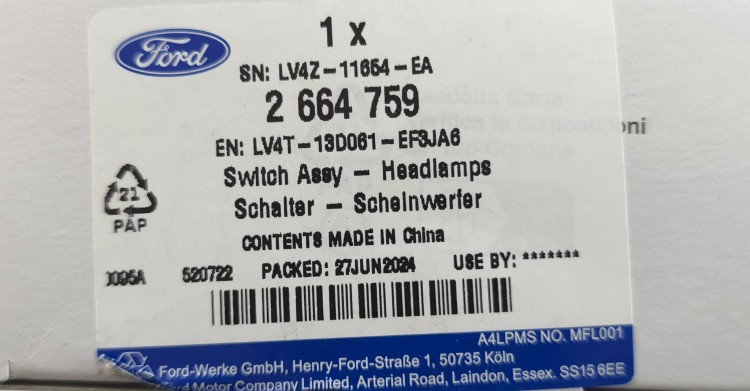 Ford
1 x
SN: LV4Z-11654-EA
2 664 759
EN: LV4T-13D061-EF3JA6
Switch Assy - Headlamps
Schalter - Scheinwerfer
21
PAP
CONTENTS MADE IN China
520722 PACKED: 27JUN2024 USE BY: *******
A4LPMS NO. MFL001
Ford-Werke GmbH, Henry-Ford-Straße 1, 50735 Köln
Ford Motor Company Limited, Arterial Road, Laindon, Essex. SS15 6EE